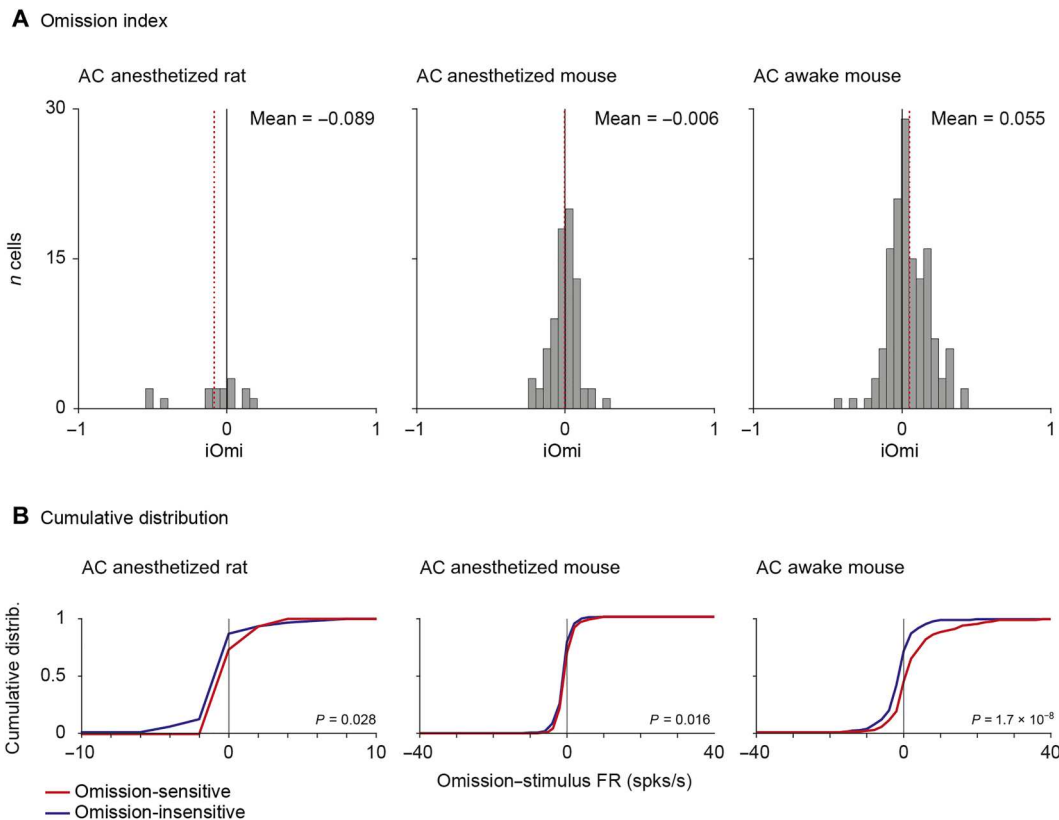 A Omission index
AC anesthetized rat
AC anesthetized mouse
AC awake mouse
30
15
0
n cells
Mean = –0.089
Mean = –0.006
Mean = 0.055
–1 0 1
–1 0 1
–1 0 1
iOmi
iOmi
iOmi
B Cumulative distribution
AC anesthetized rat
AC anesthetized mouse
AC awake mouse
Cumulative distrib.
1
0.5
0
P = 0.028
P = 0.016
P = 1.7 × 10⁻⁸
–10 0 10
–40 0 40
–40 0 40
Omission–stimulus FR (spks/s)
Omission-sensitive
Omission-insensitive